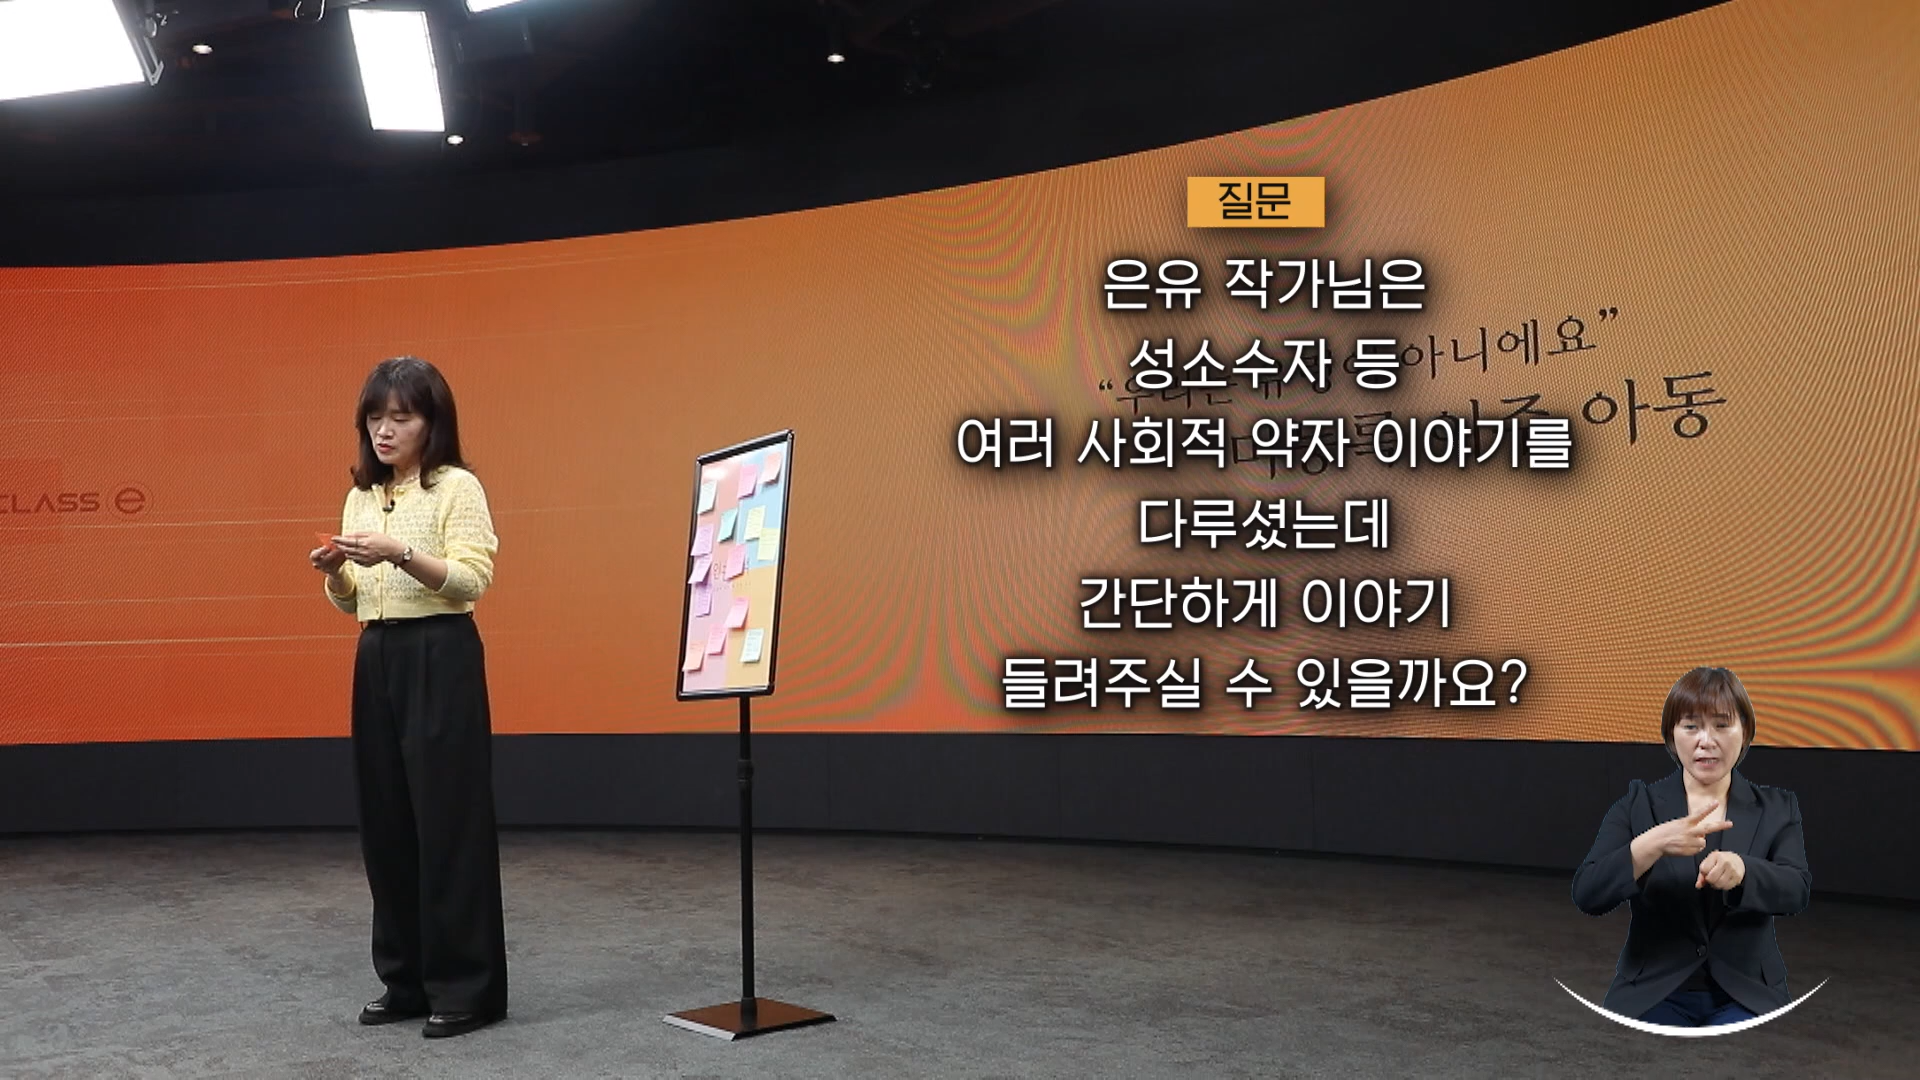 질문
은유 작가님은
성소수자 등
여러 사회적 약자 이야기를
다루셨는데
간단하게 이야기
들려주실 수 있을까요?
아니에요”
아동
CLASS e